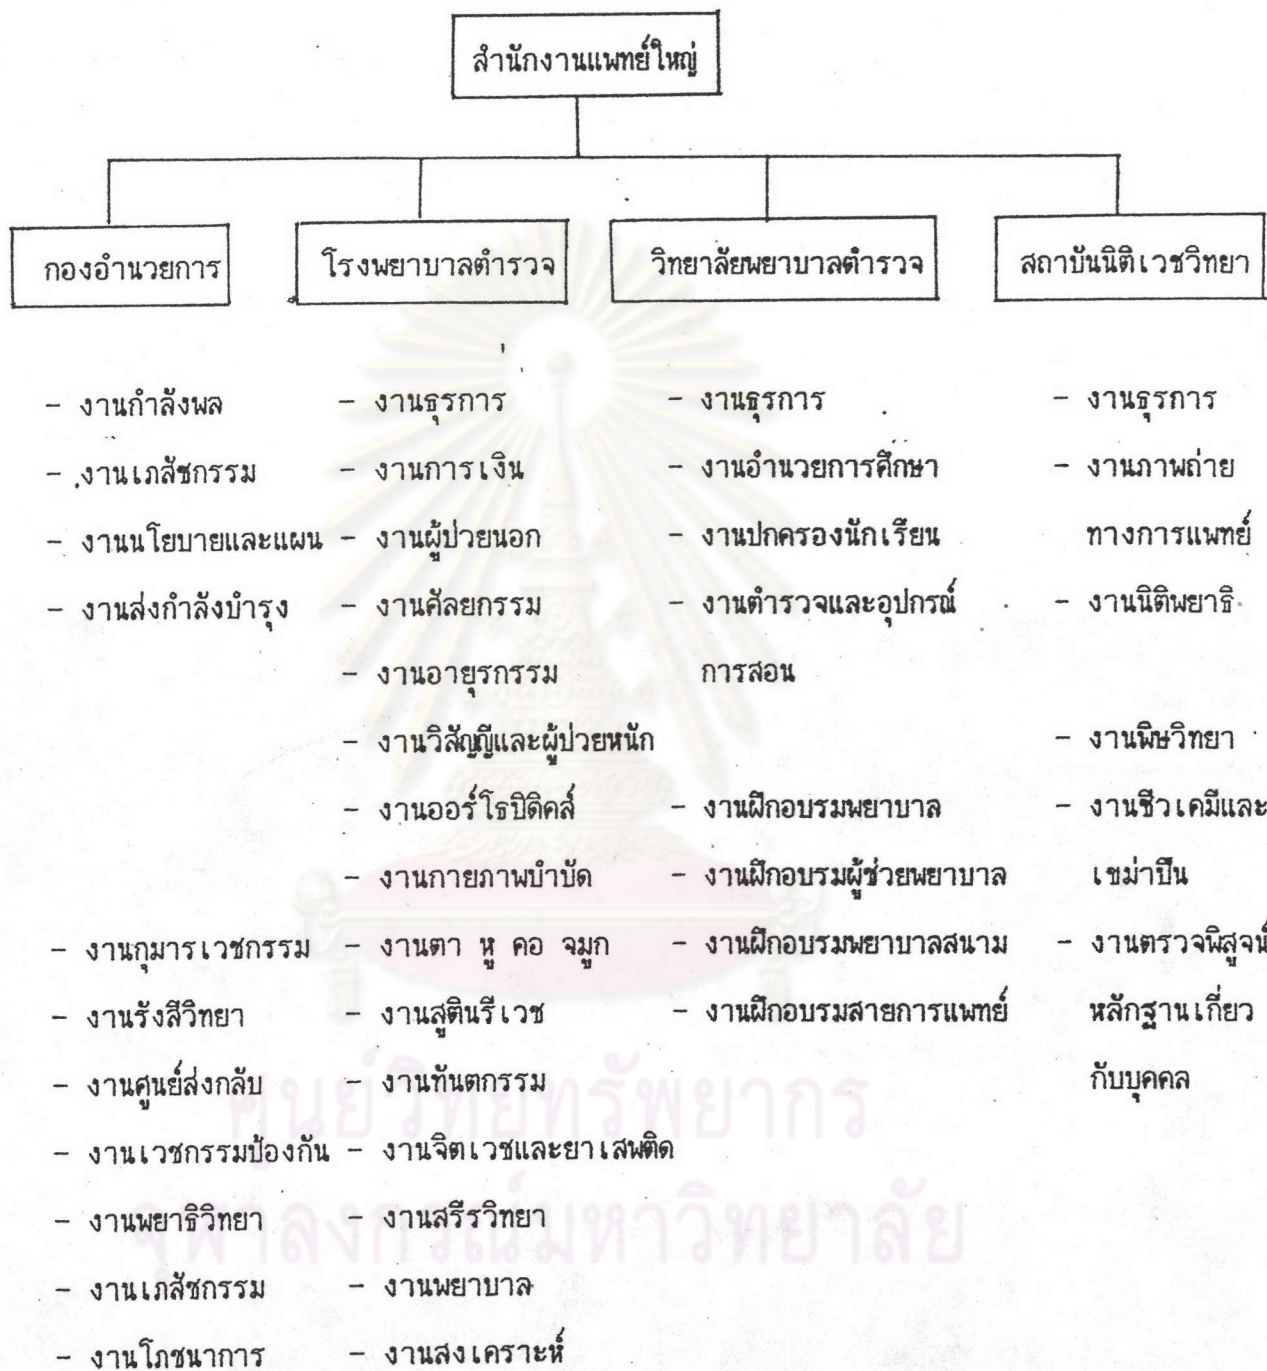 สำนักงานแพทย์ใหญ่
กองอำนวยการ
โรงพยาบาลตำรวจ
วิทยาลัยพยาบาลตำรวจ
สถาบันนิติเวชวิทยา
- งานกำลังพล
- งานเภสัชกรรม
- งานนโยบายและแผน
- งานส่งกำลังบำรุง
- งานกุมารเวชกรรม
- งานรังสีวิทยา
- งานศูนย์ส่งกลับ
- งานเวชกรรมป้องกัน
- งานพยาธิวิทยา
- งานเภสัชกรรม
- งานโภชนาการ
- งานธุรการ
- งานการเงิน
- งานผู้ป่วยนอก
- งานศัลยกรรม
- งานอายุรกรรม
- งานวิสัญญีและผู้ป่วยหนัก
- งานออร์โธปิดิคส์
- งานกายภาพบำบัด
- งานตา หู คอ จมูก
- งานสูตินรีเวช
- งานทันตกรรม
- งานจิตเวชและยาเสพติด
- งานสรีรวิทยา
- งานพยาบาล
- งานสงเคราะห์
- งานธุรการ
- งานอำนวยการศึกษา
- งานปกครองนักเรียน
- งานตำรวจและอุปกรณ์
การสอน
- งานฝึกอบรมพยาบาล
- งานฝึกอบรมผู้ช่วยพยาบาล
- งานฝึกอบรมพยาบาลสนาม
- งานฝึกอบรมสายการแพทย์
- งานธุรการ
- งานภาพถ่าย
ทางการแพทย์
- งานนิติพยาธิ
- งานพิษวิทยา
- งานชีวเคมีและ
เขม่าปืน
- งานตรวจพิสูจน์
หลักฐานเกี่ยว
กับบุคคล
ศูนย์วิทยทรัพยากร
จุฬาลงกรณ์มหาวิทยาลัย